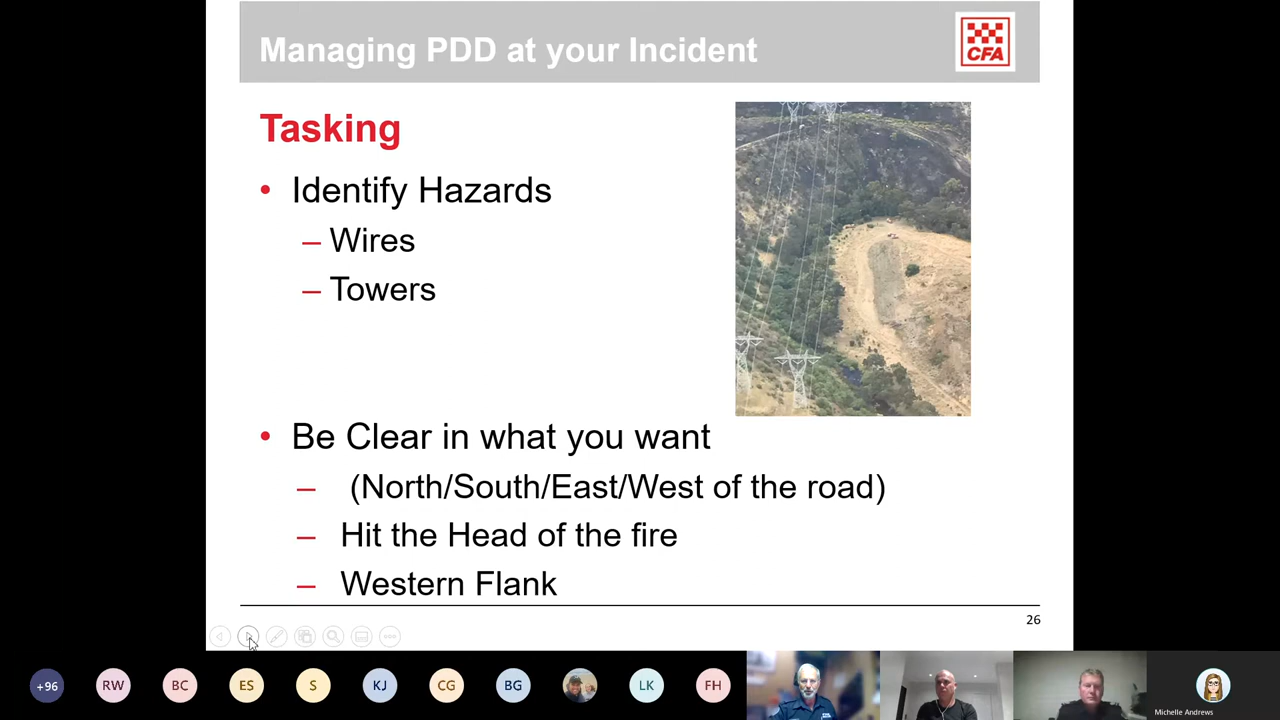 Managing PDD at your Incident
CFA
Tasking
• Identify Hazards
– Wires
– Towers
• Be Clear in what you want
– (North/South/East/West of the road)
– Hit the Head of the fire
– Western Flank
26
+96
RW
BC
ES
S
KJ
CG
BG
LK
FH
Michelle Andrews